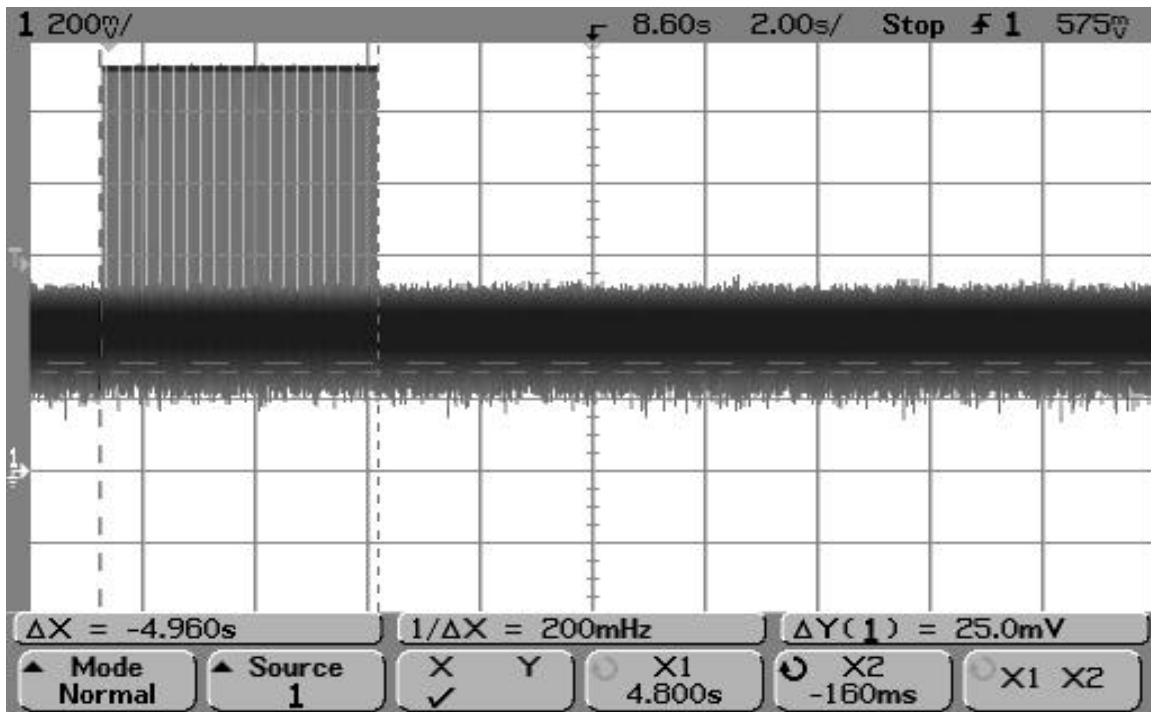 1 200mV/ 8.60s 2.00s/ Stop 1 575mV
T
1
ΔX = -4.960s 1/ΔX = 200mHz ΔY(1) = 25.0mV
Mode Source X Y X1 X2 X1 X2
Normal 1 ✓ 4.800s -160ms